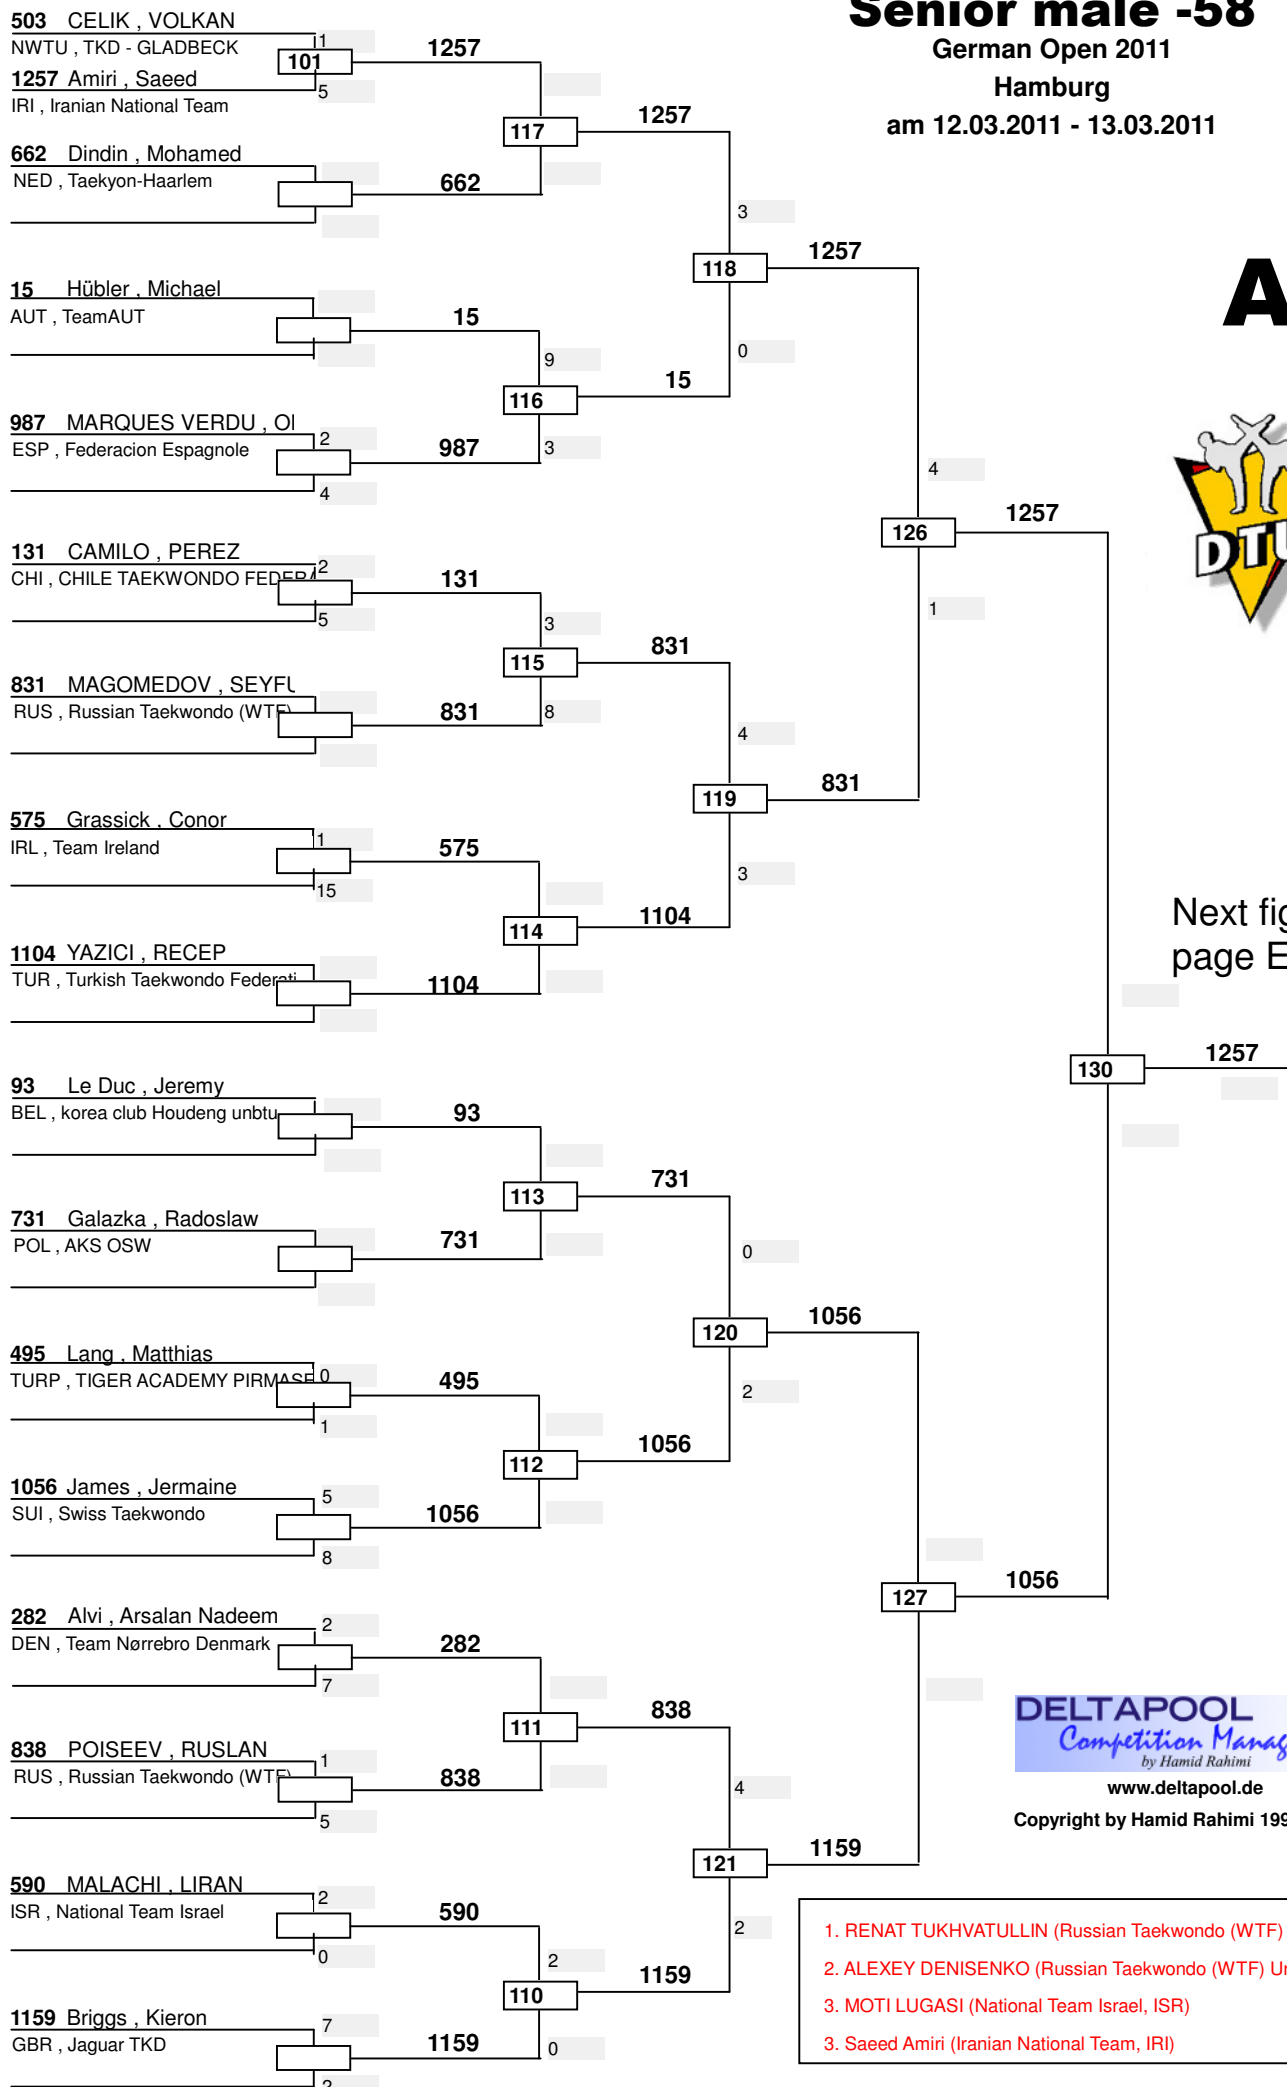 Senior male -58
German Open 2011
Hamburg
am 12.03.2011 - 13.03.2011
503 CELIK , VOLKAN
NWTU , TKD - GLADBECK
1
101
1257
1257 Amiri , Saeed
5
IRI , Iranian National Team
117
1257
662 Dindin , Mohamed
NED , Taekyon-Haarlem
662
3
118
1257
A
15 Hübler , Michael
AUT , TeamAUT
15
9
0
116
15
987 MARQUES VERDU , Ol
ESP , Federacion Espagnole
2
987
3
4
4
126
1257
131 CAMILO , PEREZ
CHI , CHILE TAEKWONDO FEDERA
2
131
5
3
1
115
831
831 MAGOMEDOV , SEYFU
RUS , Russian Taekwondo (WTF)
831
8
4
119
831
575 Grassick , Conor
IRL , Team Ireland
1
575
15
3
114
1104
1104 YAZICI , RECEP
TUR , Turkish Taekwondo Federati
1104
Next fig
page E
130
1257
93 Le Duc , Jeremy
BEL , korea club Houdeng unbtu
93
113
731
731 Galazka , Radoslaw
POL , AKS OSW
731
0
120
1056
495 Lang , Matthias
TURP , TIGER ACADEMY PIRMASE
0
495
1
2
112
1056
1056 James , Jermaine
SUI , Swiss Taekwondo
5
1056
8
127
1056
282 Alvi , Arsalan Nadeem
DEN , Team Nørrebro Denmark
2
282
7
111
838
838 POISEEV , RUSLAN
RUS , Russian Taekwondo (WTF)
1
838
5
4
121
1159
590 MALACHI , LIRAN
ISR , National Team Israel
2
590
0
2
2
110
1159
1159 Briggs , Kieron
GBR , Jaguar TKD
7
1159
0
2
DTU
DELTAPOOL
Competition Manag
by Hamid Rahimi
www.deltapool.de
Copyright by Hamid Rahimi 199
1. RENAT TUKHVATULLIN (Russian Taekwondo (WTF)
2. ALEXEY DENISENKO (Russian Taekwondo (WTF) Un
3. MOTI LUGASI (National Team Israel, ISR)
3. Saeed Amiri (Iranian National Team, IRI)